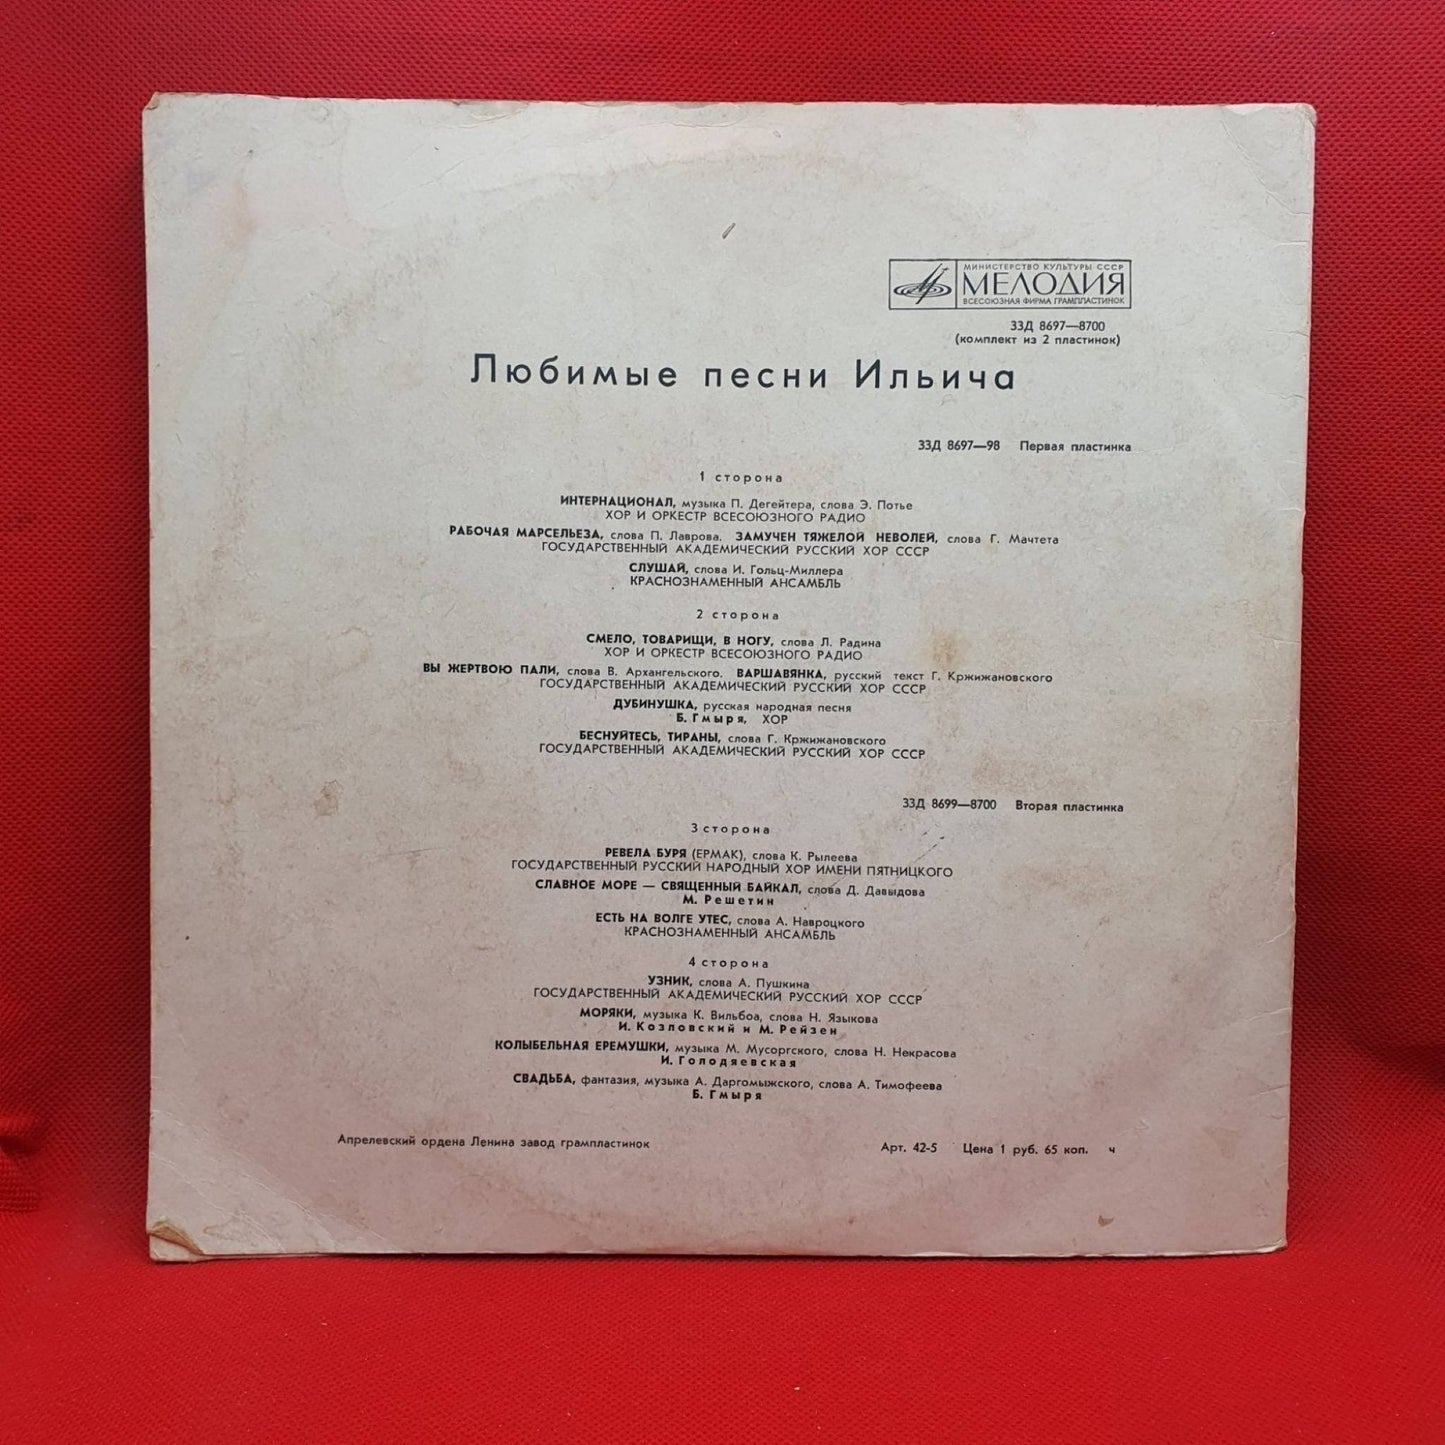 МИНИСТЕРСТВО КУЛЬТУРЫ СССР
МЕЛОДИЯ
ВСЕСОЮЗНАЯ ФИРМА ГРАМПЛАСТИНОК
33Д 8697—8700
(комплект из 2 пластинок)
Любимые песни Ильича
33Д 8697—98 Первая пластинка
1 сторона
ИНТЕРНАЦИОНАЛ, музыка П. Дегейтера, слова Э. Потье
ХОР И ОРКЕСТР ВСЕСОЮЗНОГО РАДИО
РАБОЧАЯ МАРСЕЛЬЕЗА, слова П. Лаврова. ЗАМУЧЕН ТЯЖЕЛОЙ НЕВОЛЕЙ, слова Г. Мачтета
ГОСУДАРСТВЕННЫЙ АКАДЕМИЧЕСКИЙ РУССКИЙ ХОР СССР
СЛУШАЙ, слова И. Гольц-Миллера
КРАСНОЗНАМЕННЫЙ АНСАМБЛЬ
2 сторона
СМЕЛО, ТОВАРИЩИ, В НОГУ, слова Л. Радина
ХОР И ОРКЕСТР ВСЕСОЮЗНОГО РАДИО
ВЫ ЖЕРТВОЮ ПАЛИ, слова В. Архангельского. ВАРШАВЯНКА, русский текст Г. Кржижановского
ГОСУДАРСТВЕННЫЙ АКАДЕМИЧЕСКИЙ РУССКИЙ ХОР СССР
ДУБИНУШКА, русская народная песня
Б. Гмыря, ХОР
БЕСНУЙТЕСЬ, ТИРАНЫ, слова Г. Кржижановского
ГОСУДАРСТВЕННЫЙ АКАДЕМИЧЕСКИЙ РУССКИЙ ХОР СССР
33Д 8699—8700 Вторая пластинка
3 сторона
РЕВЕЛА БУРЯ (ЕРМАК), слова К. Рылеева
ГОСУДАРСТВЕННЫЙ РУССКИЙ НАРОДНЫЙ ХОР ИМЕНИ ПЯТНИЦКОГО
СЛАВНОЕ МОРЕ — СВЯЩЕННЫЙ БАЙКАЛ, слова Д. Давыдова
М. Решетин
ЕСТЬ НА ВОЛГЕ УТЕС, слова А. Навроцкого
КРАСНОЗНАМЕННЫЙ АНСАМБЛЬ
4 сторона
УЗНИК, слова А. Пушкина
ГОСУДАРСТВЕННЫЙ АКАДЕМИЧЕСКИЙ РУССКИЙ ХОР СССР
МОРЯКИ, музыка К. Вильбоа, слова Н. Языкова
И. Козловский и М. Рейзен
КОЛЫБЕЛЬНАЯ ЕРЕМУШКИ, музыка М. Мусоргского, слова Н. Некрасова
И. Голодяевская
СВАДЬБА, фантазия, музыка А. Даргомыжского, слова А. Тимофеева
Б. Гмыря
Апрелевский ордена Ленина завод грампластинок Арт. 42-5 Цена 1 руб. 65 коп. ч